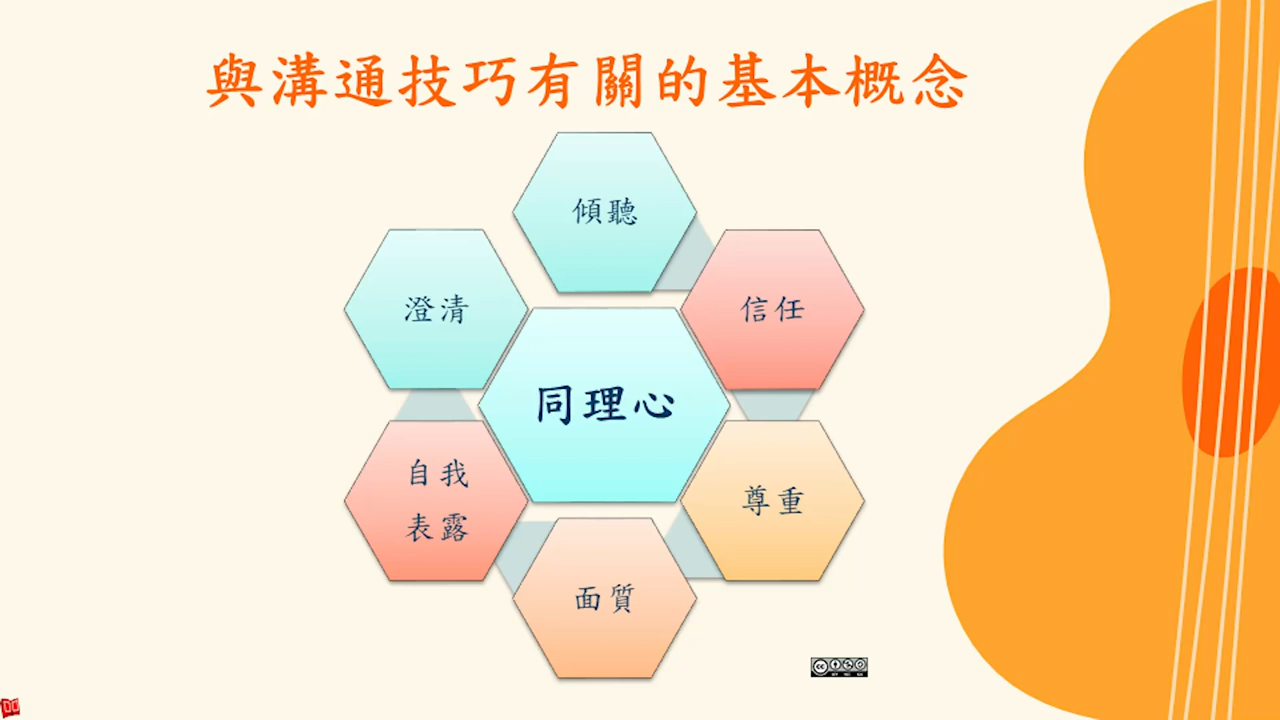 與溝通技巧有關的基本概念
傾聽
信任
澄清
同理心
尊重
自我
表露
面質